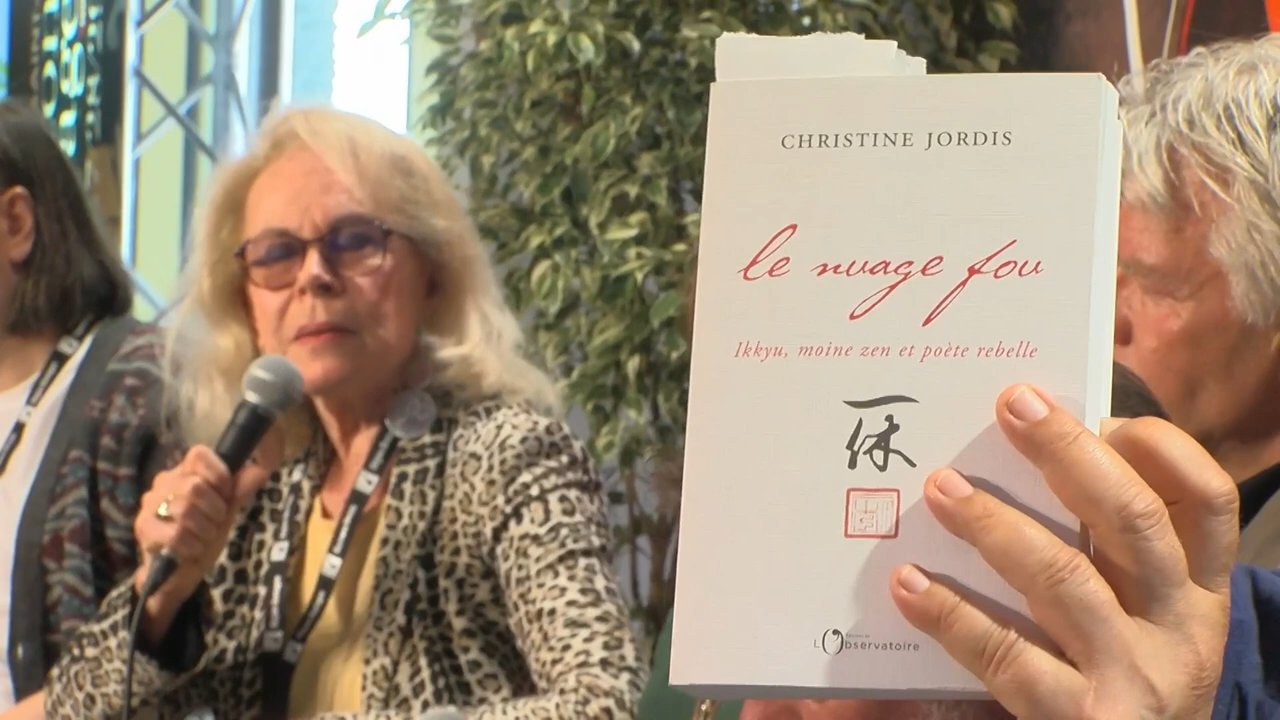 CHRISTINE JORDIS
le nuage fou
Ikkyu, moine zen et poète rebelle
一休
L'Observatoire